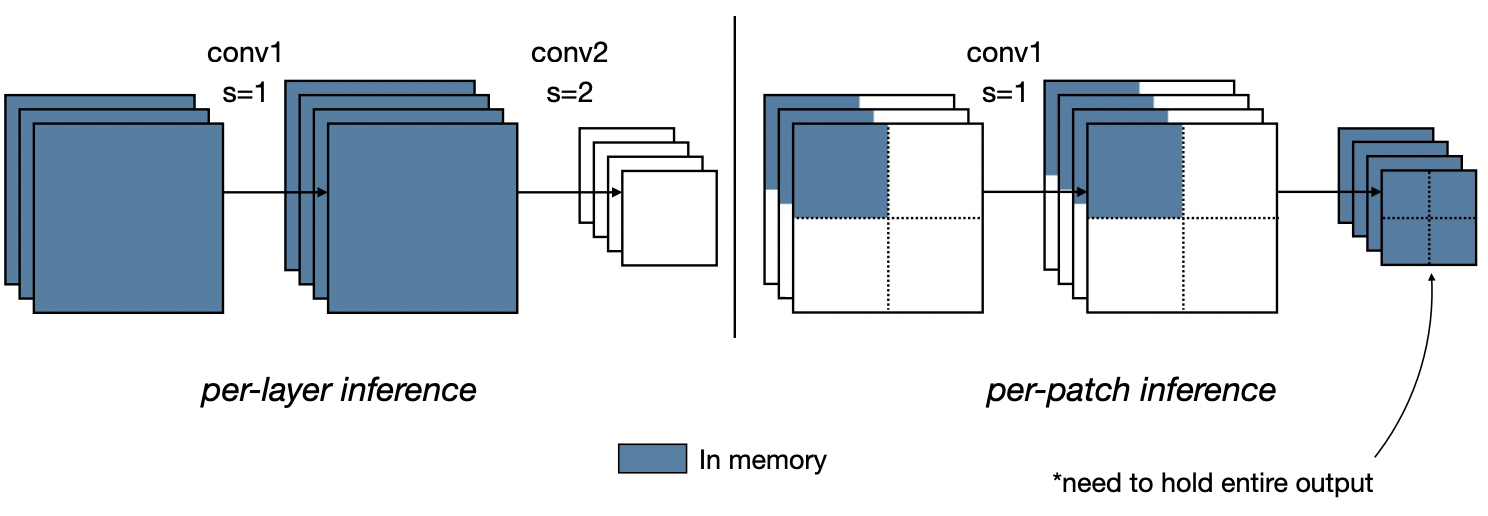 conv1
s=1
conv2
s=2
conv1
s=1
per-layer inference
per-patch inference
In memory
*need to hold entire output